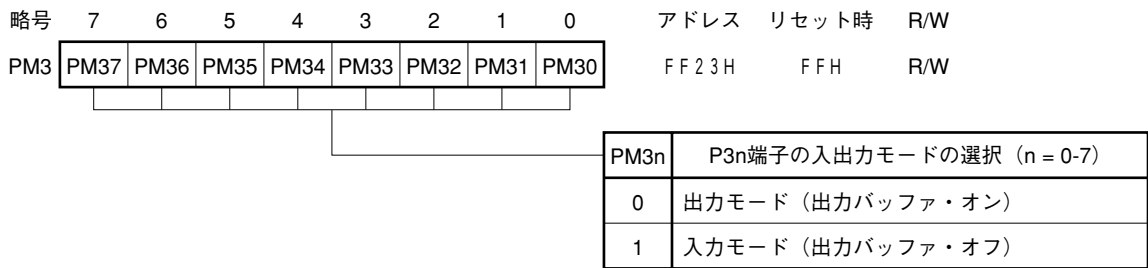 略号 7 6 5 4 3 2 1 0 アドレス リセット時 R/W
PM3 PM37 PM36 PM35 PM34 PM33 PM32 PM31 PM30 FF23H FFH R/W
PM3n P3n端子の入出力モードの選択（n = 0-7）
0 出力モード（出力バッファ・オン）
1 入力モード（出力バッファ・オフ）